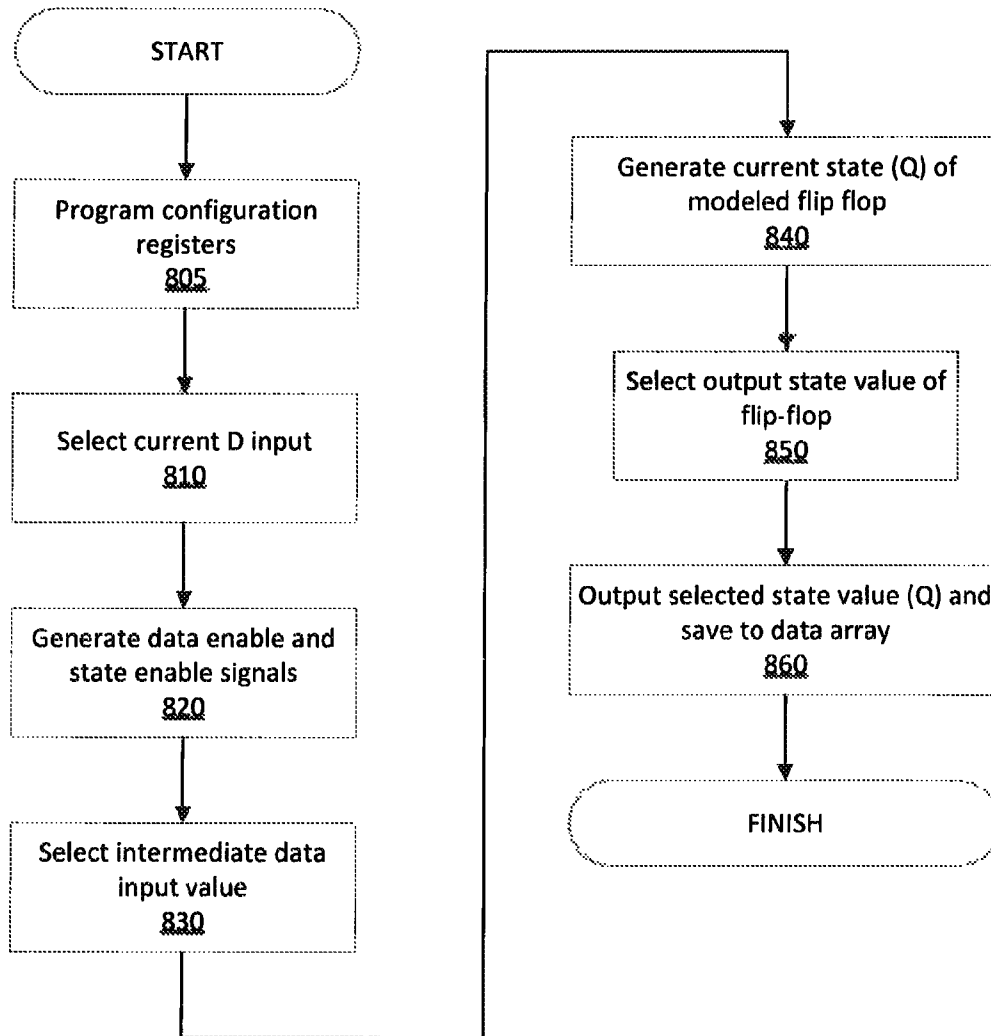 START
Program configuration
registers
805
Select current D input
810
Generate data enable and
state enable signals
820
Select intermediate data
input value
830
Generate current state (Q) of
modeled flip flop
840
Select output state value of
flip-flop
850
Output selected state value (Q) and
save to data array
860
FINISH